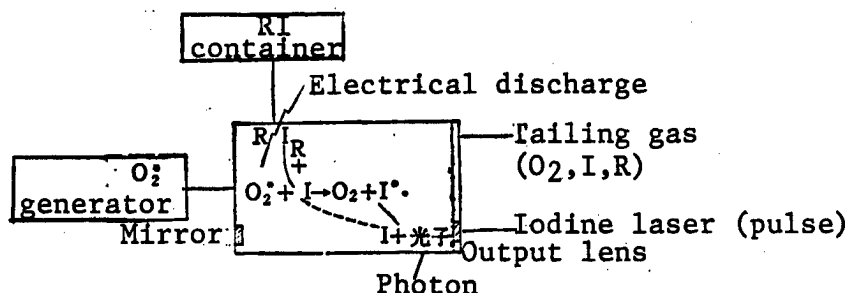 RI
container
Electrical discharge
R I
R
+
Tailing gas
(O2,I,R)
O2*
generator
O2*+ I→O2+I*
I+光子
Mirror
Iodine laser (pulse)
Output lens
Photon